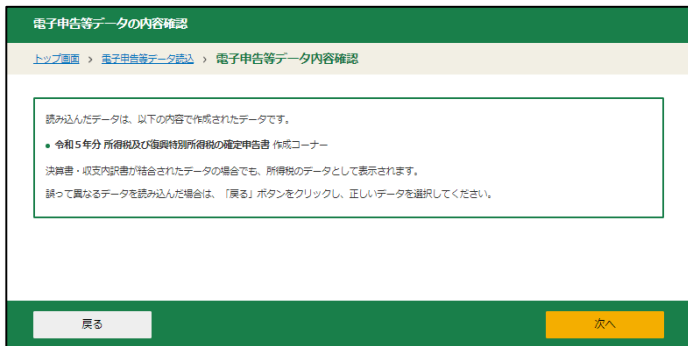 電子申告等データの内容確認
トップ画面 › 電子申告等データ読込 › 電子申告等データ内容確認
読み込んだデータは、以下の内容で作成されたデータです。
● 令和5年分 所得税及び復興特別所得税の確定申告書 作成コーナー
決算書・収支内訳書が結合されたデータの場合でも、所得税のデータとして表示されます。
誤って異なるデータを読み込んだ場合は、「戻る」ボタンをクリックし、正しいデータを選択してください。
戻る
次へ